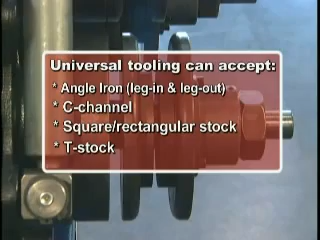 Universal tooling can accept:
* Angle Iron (leg-in & leg-out)
* C-channel
* Square/rectangular stock
* T-stock